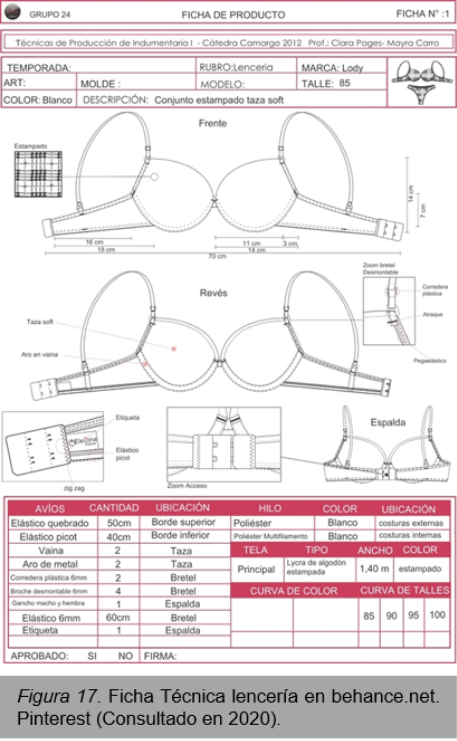 GRUPO 24 FICHA DE PRODUCTO FICHA N° :1
Técnicas de Producción de Indumentaria I - Cátedra Camargo 2012 Prof.: Clara Pages- Mayra Carro
TEMPORADA: RUBRO:Lencería MARCA: Lody
ART: MOLDE : MODELO: TALLE: 85
COLOR: Blanco DESCRIPCIÓN: Conjunto estampado taza soft
Frente
Estampado
14 cm
7 cm
16 cm 11 cm 3 cm
18 cm 14 cm
70 cm
Zoom bretel
Desmontable
Corredera
plástica
Revés
Atraque
Taza soft
Aro en vaina
Pegaelástico
Etiqueta
Espalda
Elástico
picot
zig zag
Zoom Acceso
AVÍOS CANTIDAD UBICACIÓN HILO COLOR UBICACIÓN
Elástico quebrado 50cm Borde superior Poliéster Blanco costuras externas
Elástico picot 40cm Borde inferior Poliéster Multifilamento Blanco costuras internas
Vaina 2 Taza TELA TIPO ANCHO COLOR
Aro de metal 2 Taza Principal Lycra de algodón estampada 1,40 m estampado
Corredera plástica 6mm 2 Bretel
Broche desmontable 6mm 4 Bretel CURVA DE COLOR CURVA DE TALLES
Gancho macho y hembra 1 Espalda
Elástico 6mm 60cm Bretel 85 90 95 100
Etiqueta 1 Espalda
APROBADO: SI NO FIRMA:
Figura 17. Ficha Técnica lencería en behance.net.
Pinterest (Consultado en 2020).